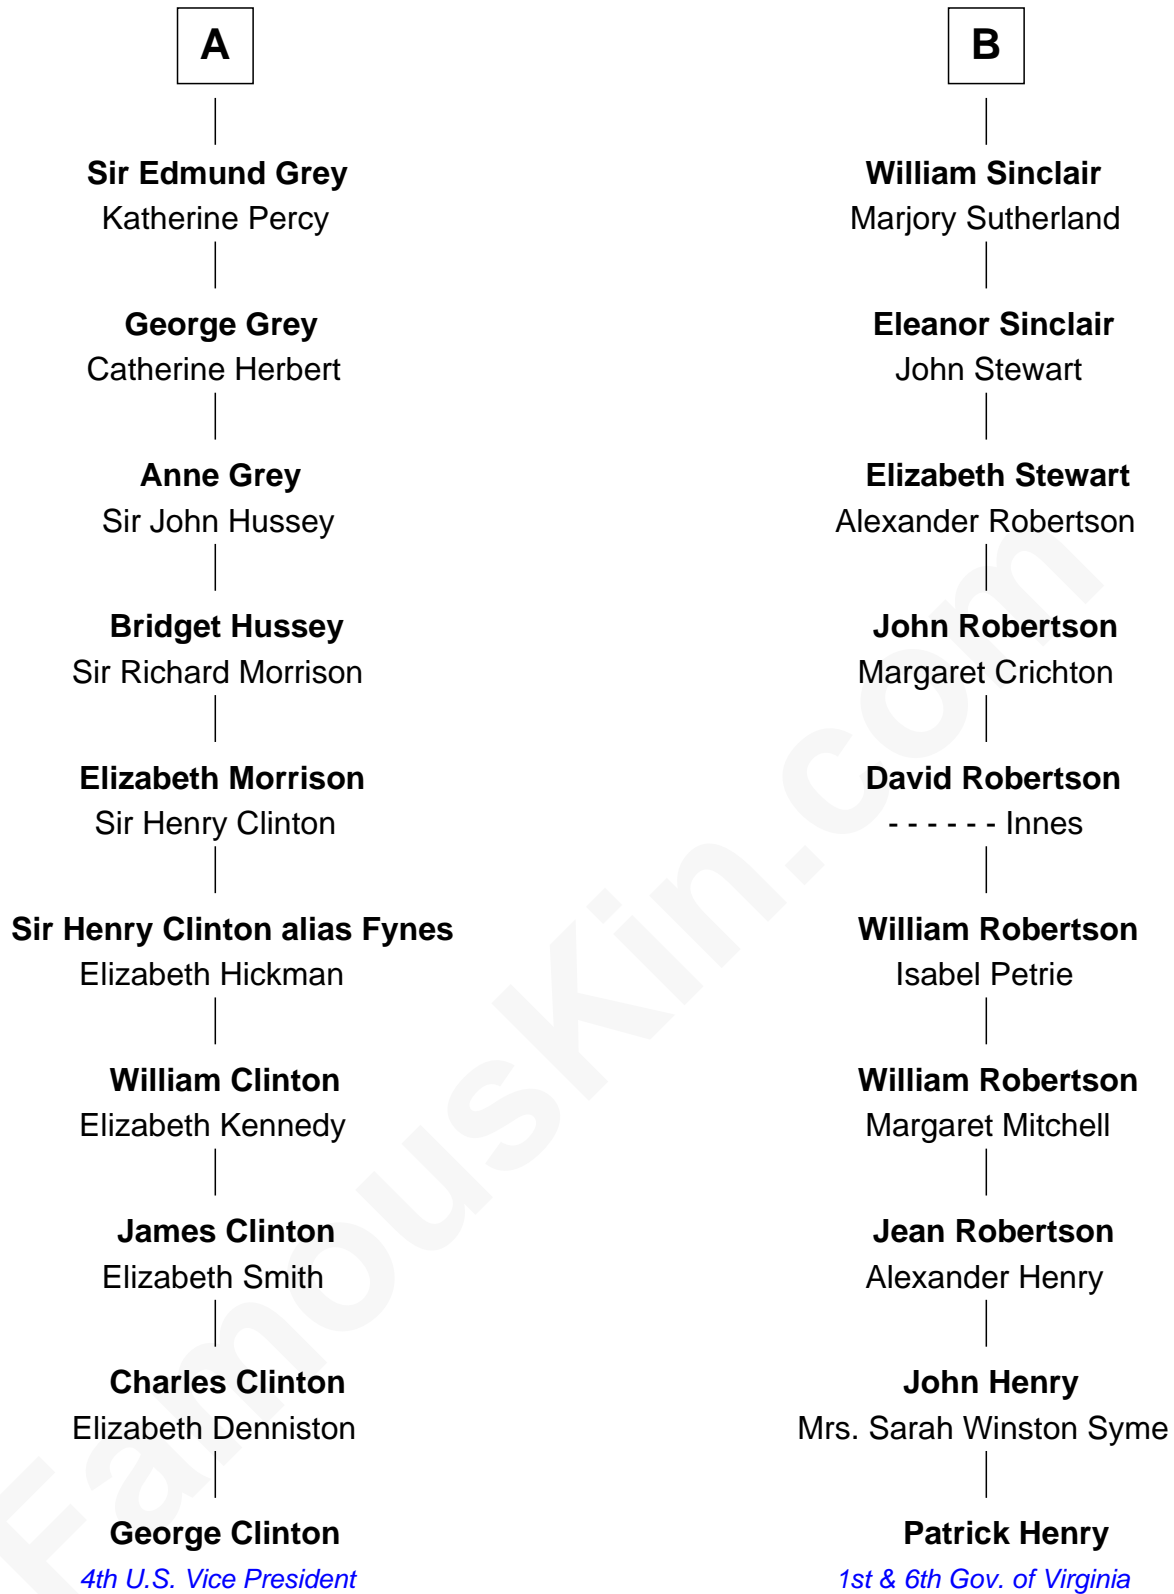 A
Sir Edmund Grey
Katherine Percy
George Grey
Catherine Herbert
Anne Grey
Sir John Hussey
Bridget Hussey
Sir Richard Morrison
Elizabeth Morrison
Sir Henry Clinton
Sir Henry Clinton alias Fynes
Elizabeth Hickman
William Clinton
Elizabeth Kennedy
James Clinton
Elizabeth Smith
Charles Clinton
Elizabeth Denniston
George Clinton
4th U.S. Vice President
B
William Sinclair
Marjory Sutherland
Eleanor Sinclair
John Stewart
Elizabeth Stewart
Alexander Robertson
John Robertson
Margaret Crichton
David Robertson
- - - - - - Innes
William Robertson
Isabel Petrie
William Robertson
Margaret Mitchell
Jean Robertson
Alexander Henry
John Henry
Mrs. Sarah Winston Syme
Patrick Henry
1st & 6th Gov. of Virginia
FamousKin.com